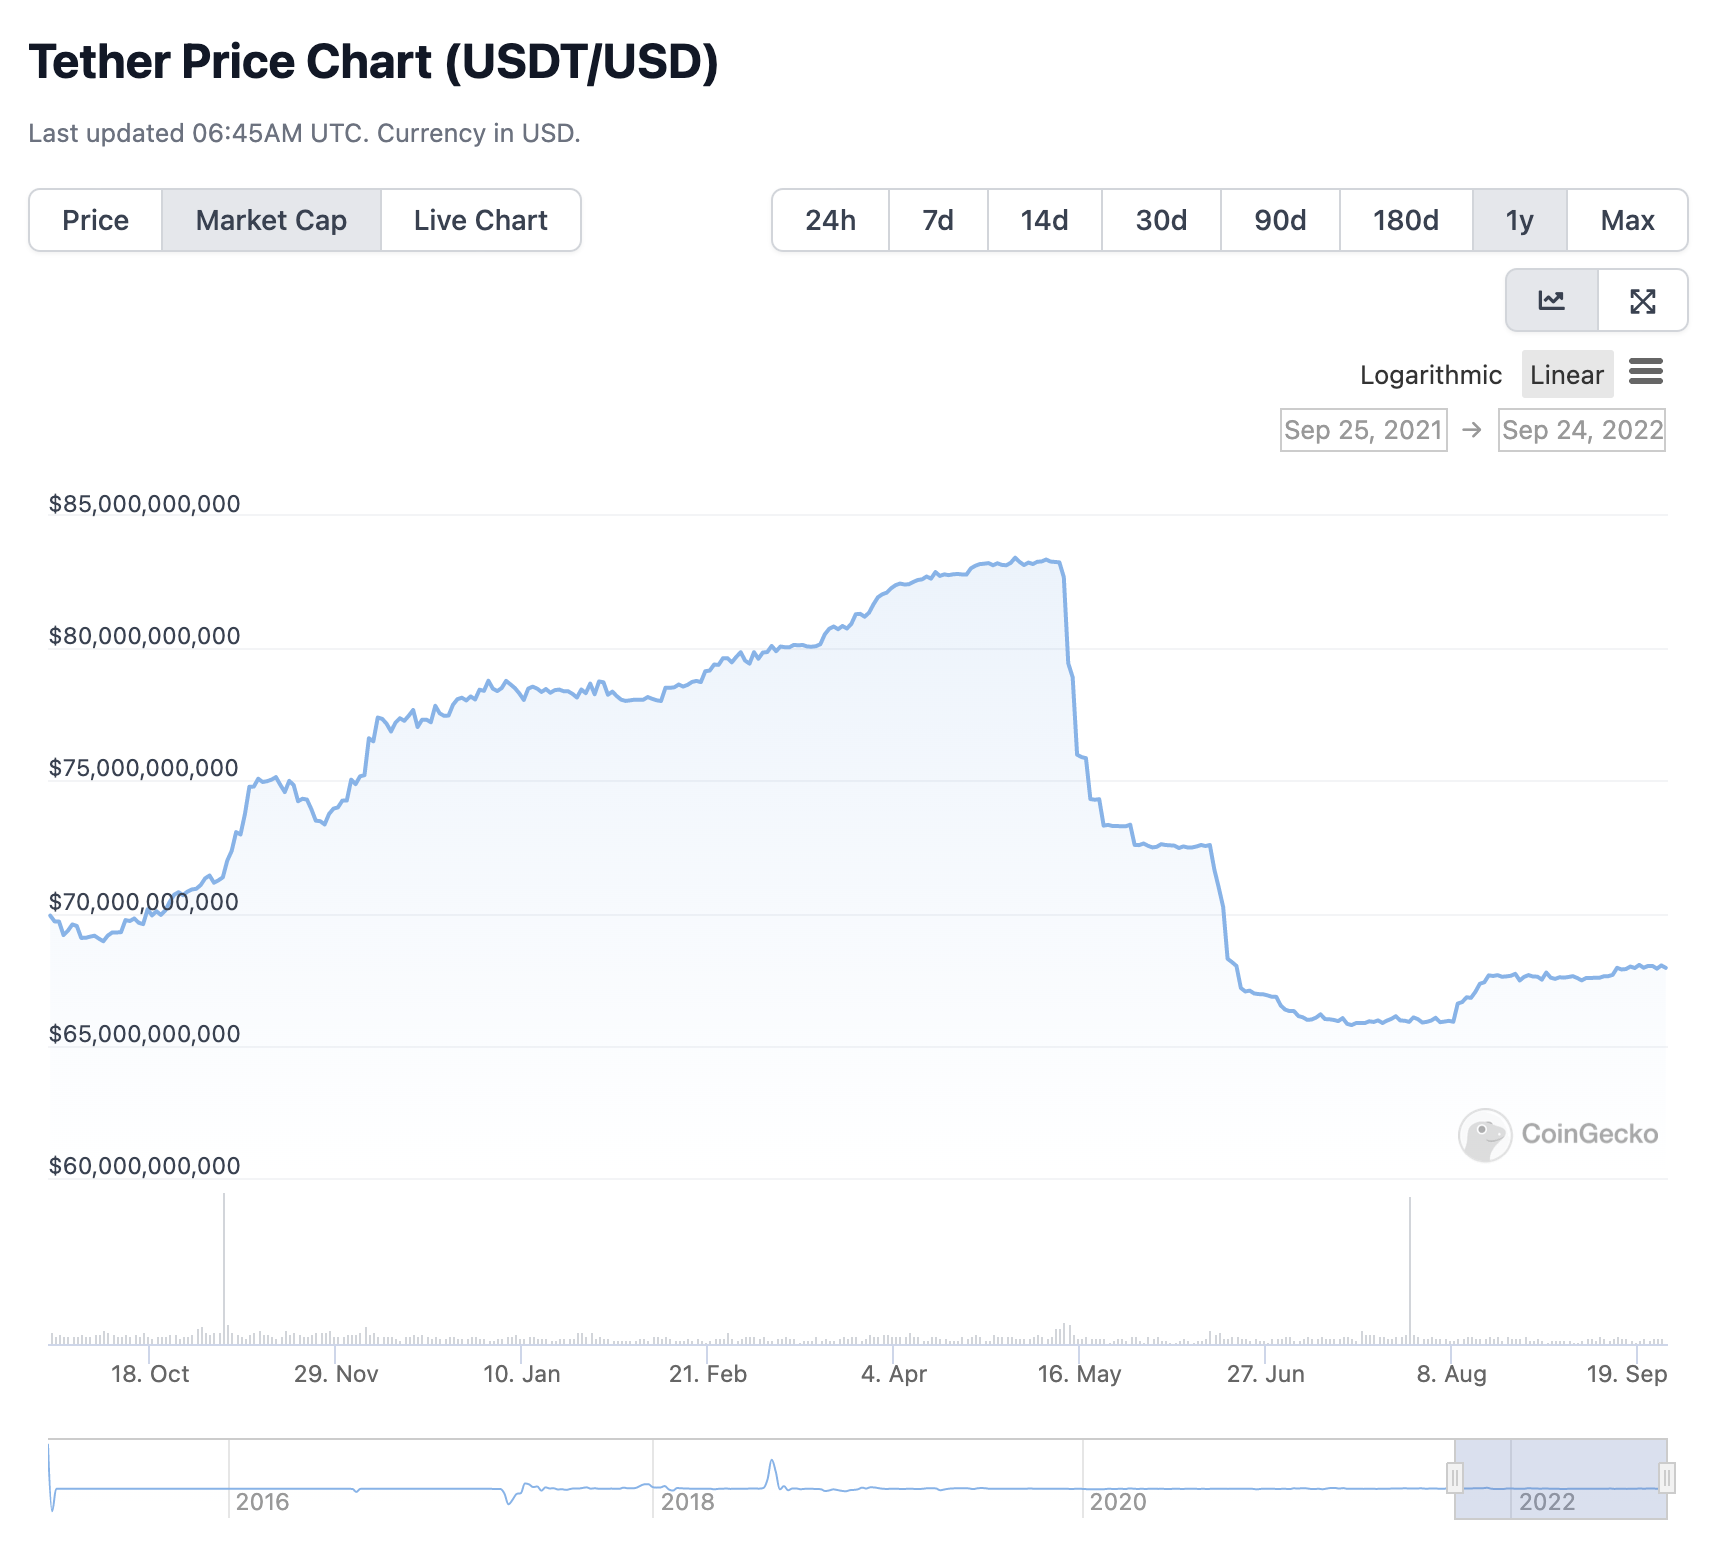 Tether Price Chart (USDT/USD)
Last updated 06:45AM UTC. Currency in USD.
Price Market Cap Live Chart 24h 7d 14d 30d 90d 180d 1y Max
Logarithmic Linear
Sep 25, 2021 → Sep 24, 2022
$85,000,000,000
$80,000,000,000
$75,000,000,000
$70,000,000,000
$65,000,000,000
CoinGecko
$60,000,000,000
18. Oct 29. Nov 10. Jan 21. Feb 4. Apr 16. May 27. Jun 8. Aug 19. Sep
2016 2018 2020 2022